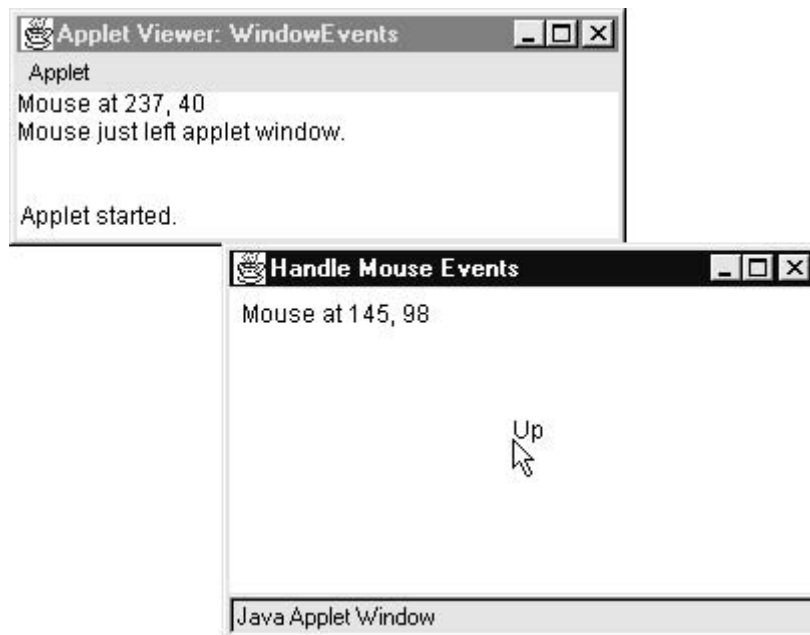 Applet Viewer: WindowEvents
Applet
Mouse at 237, 40
Mouse just left applet window.
Applet started.
Handle Mouse Events
Mouse at 145, 98
Up
Java Applet Window